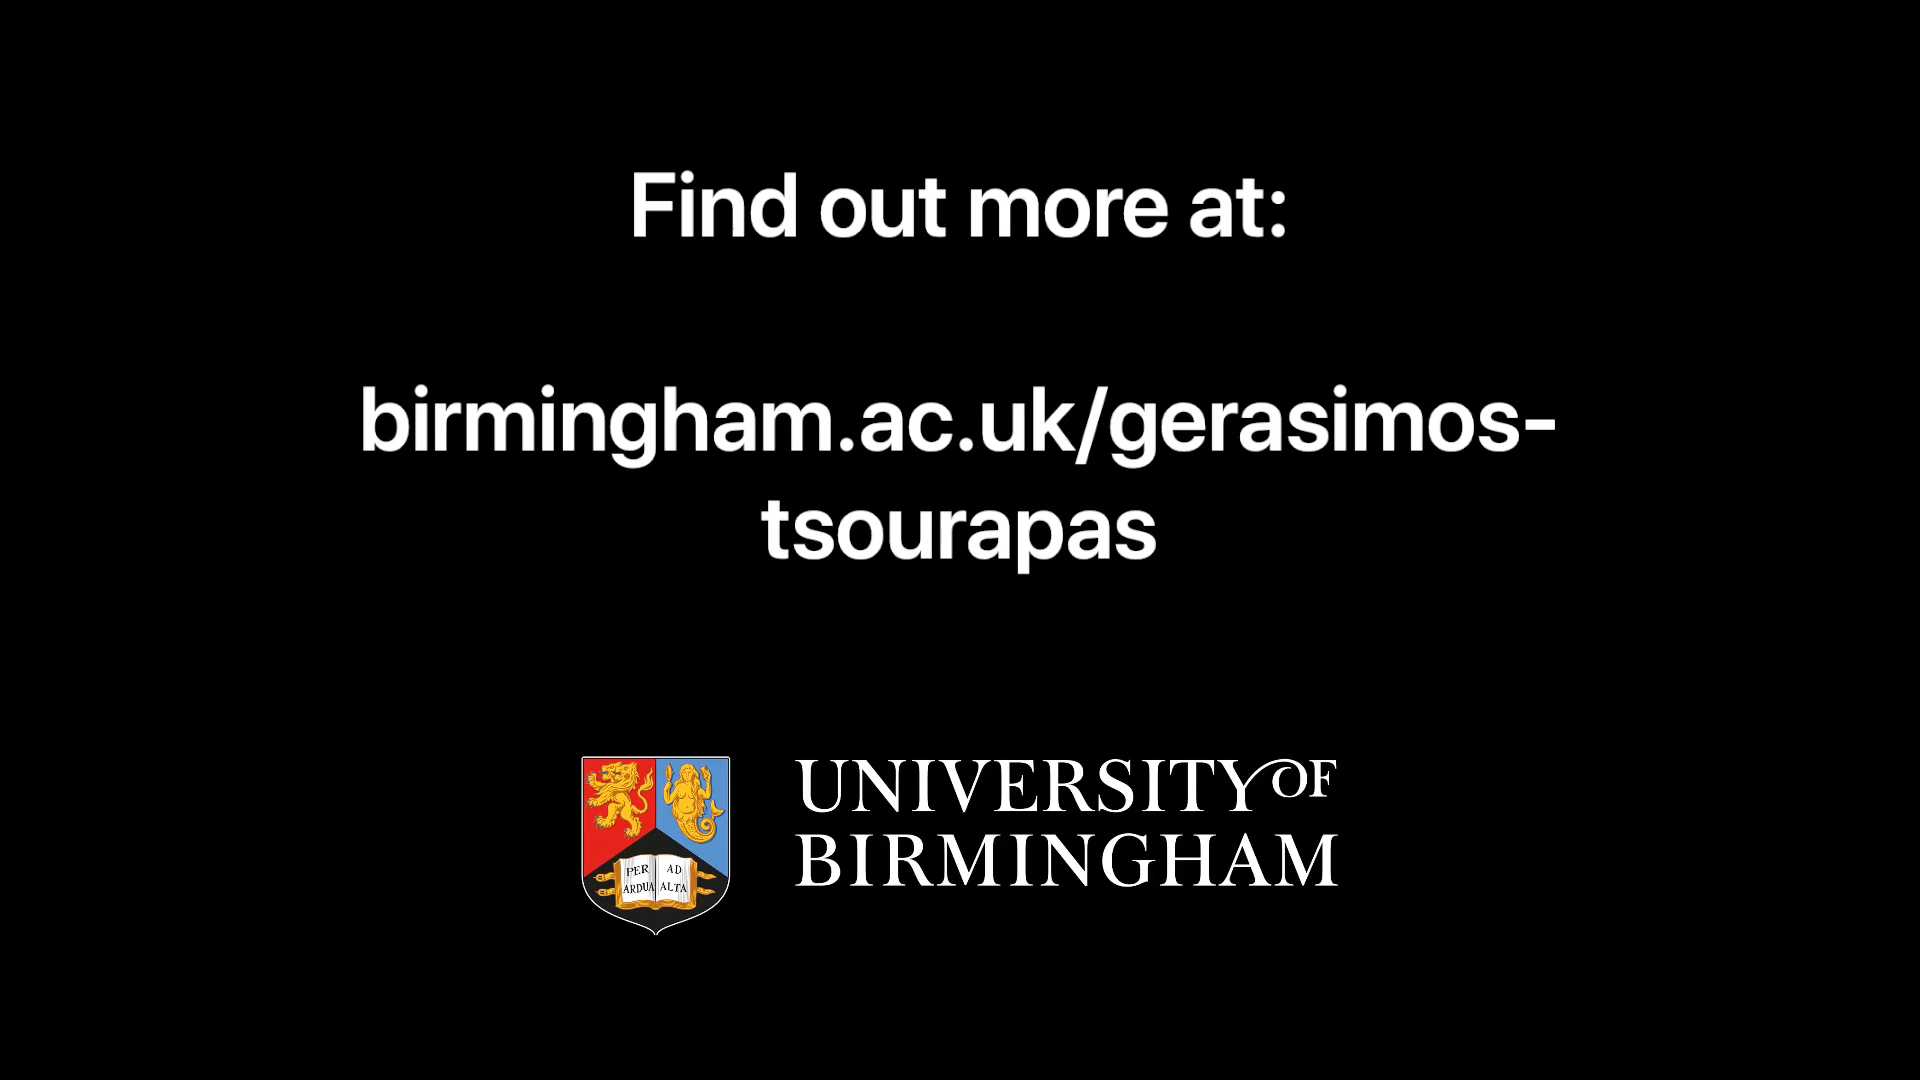 Find out more at:
birmingham.ac.uk/gerasimos-
tsourapas
UNIVERSITY OF
BIRMINGHAM
PER AD
ARDUA ALTA